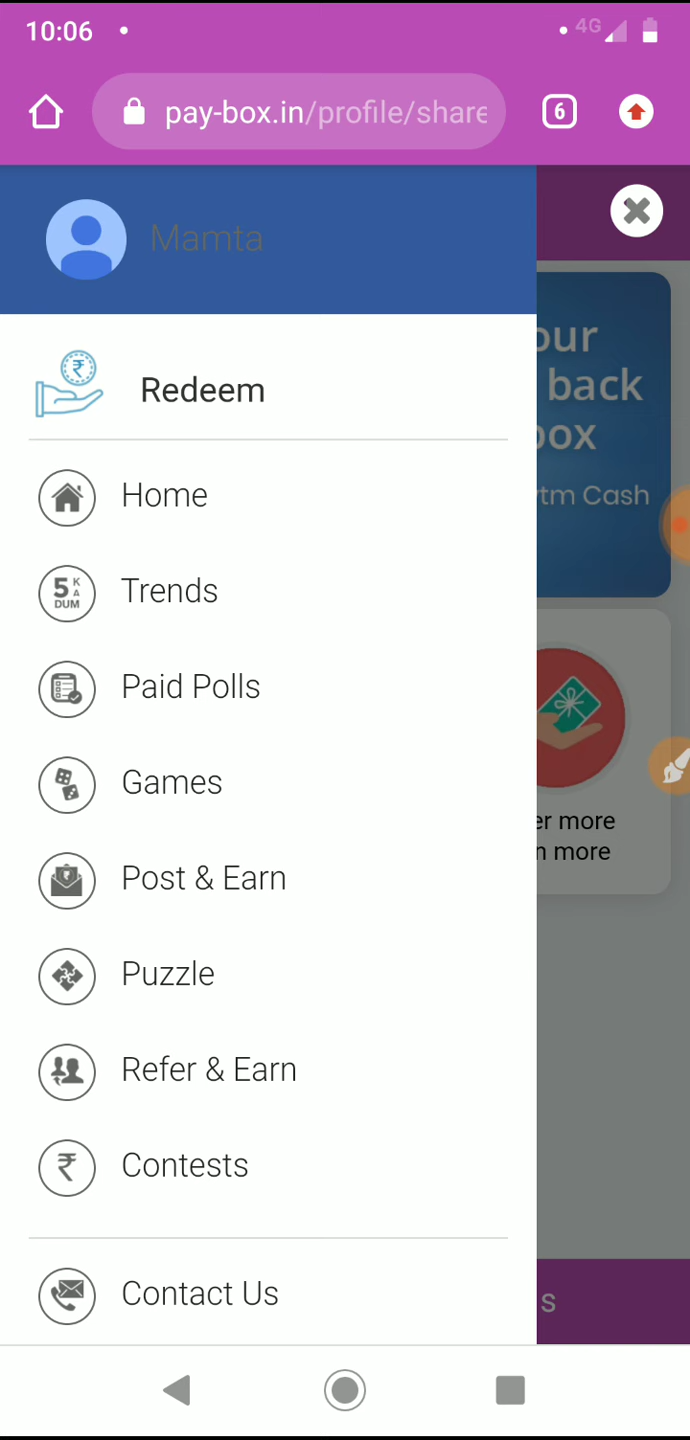 10:06
4G
pay-box.in/profile/share
6
Mamta
Redeem
Home
5 K A DUM
Trends
Paid Polls
Games
Post & Earn
Puzzle
Refer & Earn
₹
Contests
Contact Us
our
back
box
tm Cash
er more
n more
s